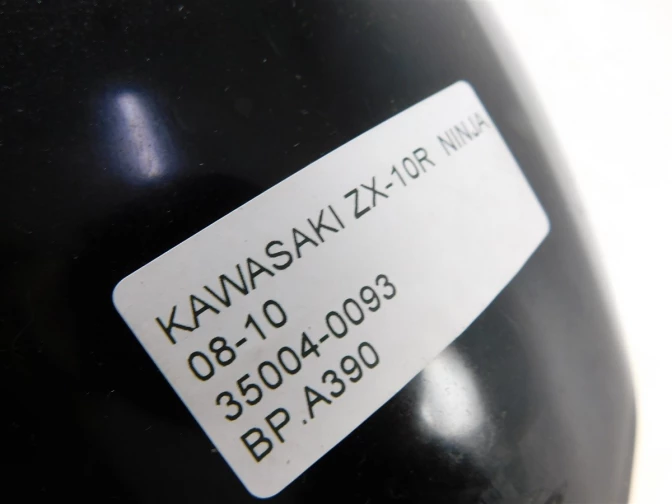 KAWASAKI ZX-10R NINJA
08-10
35004-0093
BP.A390